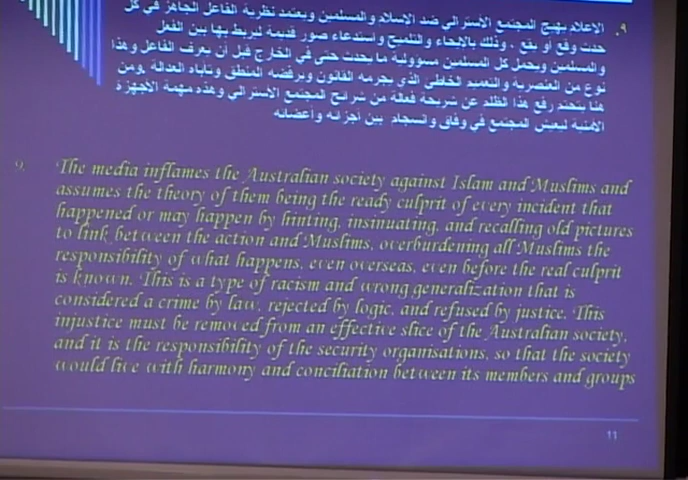 ٩. الاعلام يهيج المجتمع الاسترالي ضد الاسلام والمسلمين ويعتمد نظرية الفاعل الجاهز في كل
حدث وقع أو يقع ، وذلك بالايحاء والتلميح واستدعاء صور قديمة ليربط بها بين الفعل
والمسلمين ويحمل كل المسلمين مسؤولية ما يحدث حتى في الخارج قبل أن يعرف الفاعل وهذا
نوع من العنصرية والتعميم الخاطئ الذي يجرمه القانون ويرفضه المنطق وتأباه العدالة ,ومن
هنا يتحتم رفع هذا الظلم عن شريحة فعالة من شرائح المجتمع الاسترالي وهذه مهمة الاجهزة
الامنية ليعيش المجتمع في وفاق وانسجام بين أجزائه وأعضائه
9. The media inflames the Australian society against Islam and Muslims and
assumes the theory of them being the ready culprit of every incident that
happened or may happen by hinting, insinuating, and recalling old pictures
to link between the action and Muslims, overburdening all Muslims the
responsibility of what happens, even overseas, even before the real culprit
is known. This is a type of racism and wrong generalization that is
considered a crime by law, rejected by logic, and refused by justice. This
injustice must be removed from an effective slice of the Australian society,
and it is the responsibility of the security organisations, so that the society
would live with harmony and conciliation between its members and groups
11